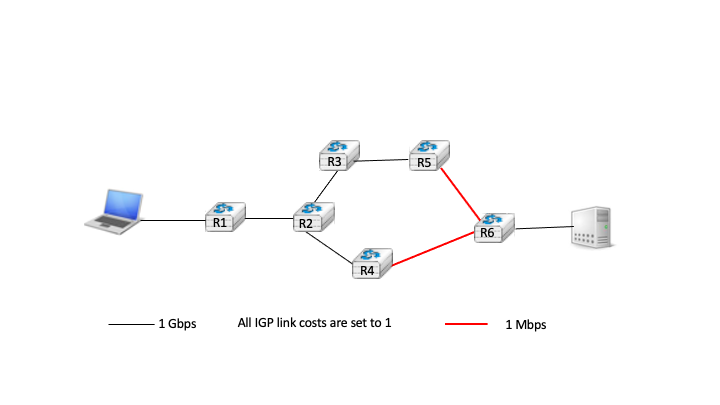 R3
R5
R1
R2
R6
R4
1 Gbps
All IGP link costs are set to 1
1 Mbps